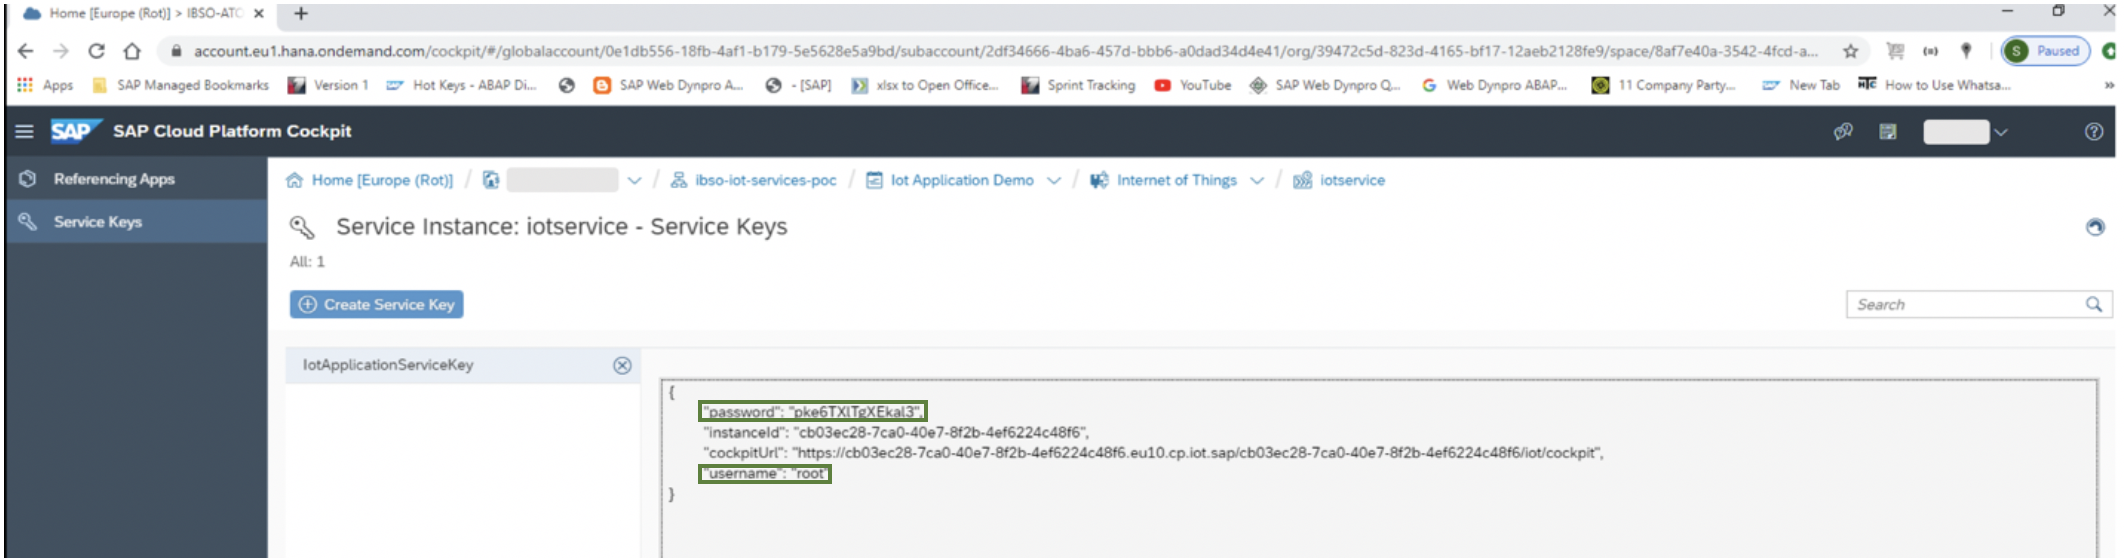 Home [Europe (Rot)] > IBSO-ATO
account.eu1.hana.ondemand.com/cockpit/#/globalaccount/0e1db556-18fb-4af1-b179-5e5628e5a9bd/subaccount/2df34666-4ba6-457d-bbb6-a0dad34d4e41/org/39472c5d-823d-4165-bf17-12aeb2128fe9/space/8af7e40a-3542-4fcd-a...
S Paused
Apps SAP Managed Bookmarks Version 1 Hot Keys - ABAP Di... SAP Web Dynpro A... - [SAP] xlsx to Open Office... Sprint Tracking YouTube SAP Web Dynpro Q... Web Dynpro ABAP... 11 Company Party... New Tab How to Use Whatsa... »
SAP SAP Cloud Platform Cockpit
Referencing Apps
Service Keys
Home [Europe (Rot)] / / ibso-iot-services-poc / Iot Application Demo / Internet of Things / iotservice
Service Instance: iotservice - Service Keys
All: 1
Create Service Key
Search
IotApplicationServiceKey
{
"password": "pke6TXlTgXEkal3",
"instanceId": "cb03ec28-7ca0-40e7-8f2b-4ef6224c48f6",
"cockpitUrl": "https://cb03ec28-7ca0-40e7-8f2b-4ef6224c48f6.eu10.cp.iot.sap/cb03ec28-7ca0-40e7-8f2b-4ef6224c48f6/iot/cockpit",
"username": "root"
}